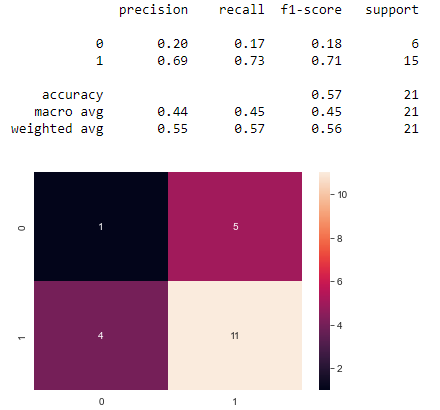 precision recall f1-score support
0 0.20 0.17 0.18 6
1 0.69 0.73 0.71 15
accuracy 0.57 21
macro avg 0.44 0.45 0.45 21
weighted avg 0.55 0.57 0.56 21
0 1 5
1 4 11
0 1
10
8
6
4
2